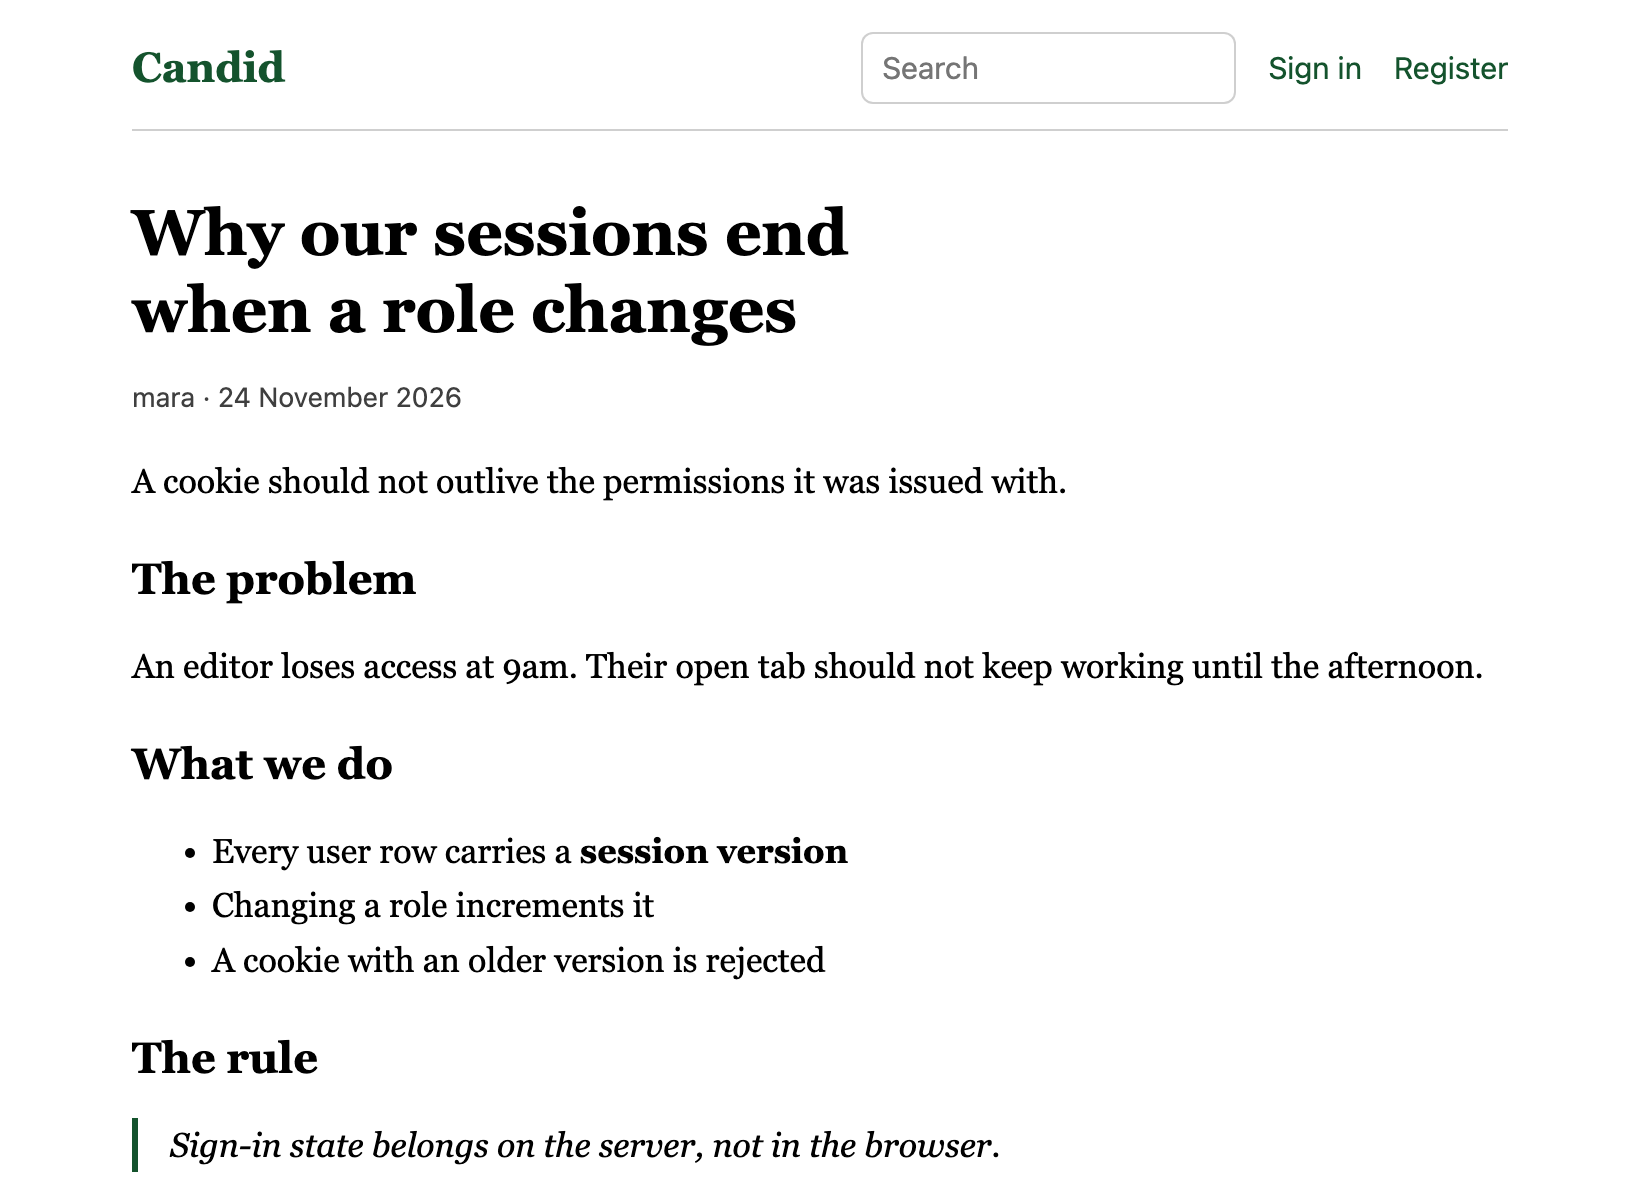 Candid
Search
Sign in
Register
Why our sessions end
when a role changes
mara · 24 November 2026
A cookie should not outlive the permissions it was issued with.
The problem
An editor loses access at 9am. Their open tab should not keep working until the afternoon.
What we do
• Every user row carries a session version
• Changing a role increments it
• A cookie with an older version is rejected
The rule
Sign-in state belongs on the server, not in the browser.